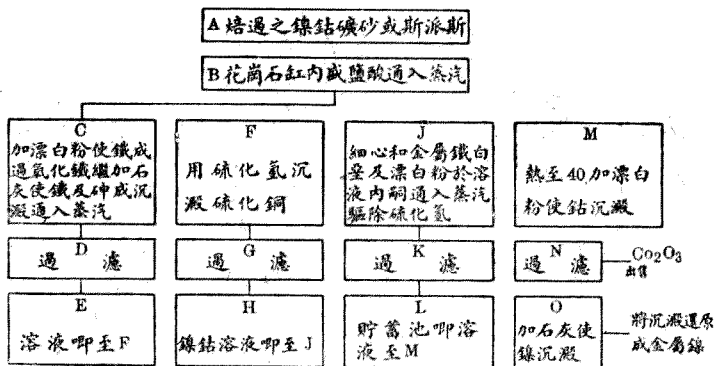 A 焙過之鎳鈷礦砂或斯派斯
B 花崗石缸內盛鹽酸通入蒸汽
C
加漂白粉使鐵成
過氧化鐵繼加石
灰使鐵及砷成沉
澱通入蒸汽
D
過濾
E
溶液唧至F
F
用硫化氫沉
澱硫化銅
G
過濾
H
鎳鈷溶液唧至J
J
細心和金屬鐵白
堊及漂白粉於溶
液內嗣通入蒸汽
驅除硫化氫
K
過濾
L
貯蓄池唧溶
液至M
M
熱至40加漂白
粉使鈷沉澱
N
過濾
Co₂O₃
出售
O
加石灰使
鎳沉澱
將沉澱還原
成金屬鎳